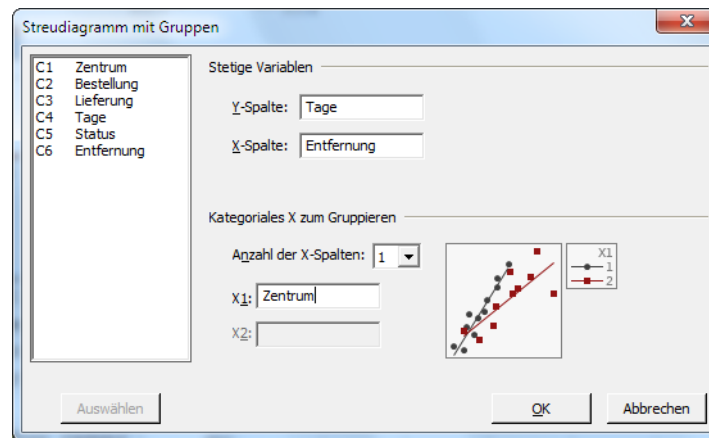 Streudiagramm mit Gruppen
C1 Zentrum
C2 Bestellung
C3 Lieferung
C4 Tage
C5 Status
C6 Entfernung
Stetige Variablen
Y-Spalte: Tage
X-Spalte: Entfernung
Kategoriales X zum Gruppieren
Anzahl der X-Spalten: 1
X1: Zentrum
X2:
X1
1
2
Auswählen
OK
Abbrechen